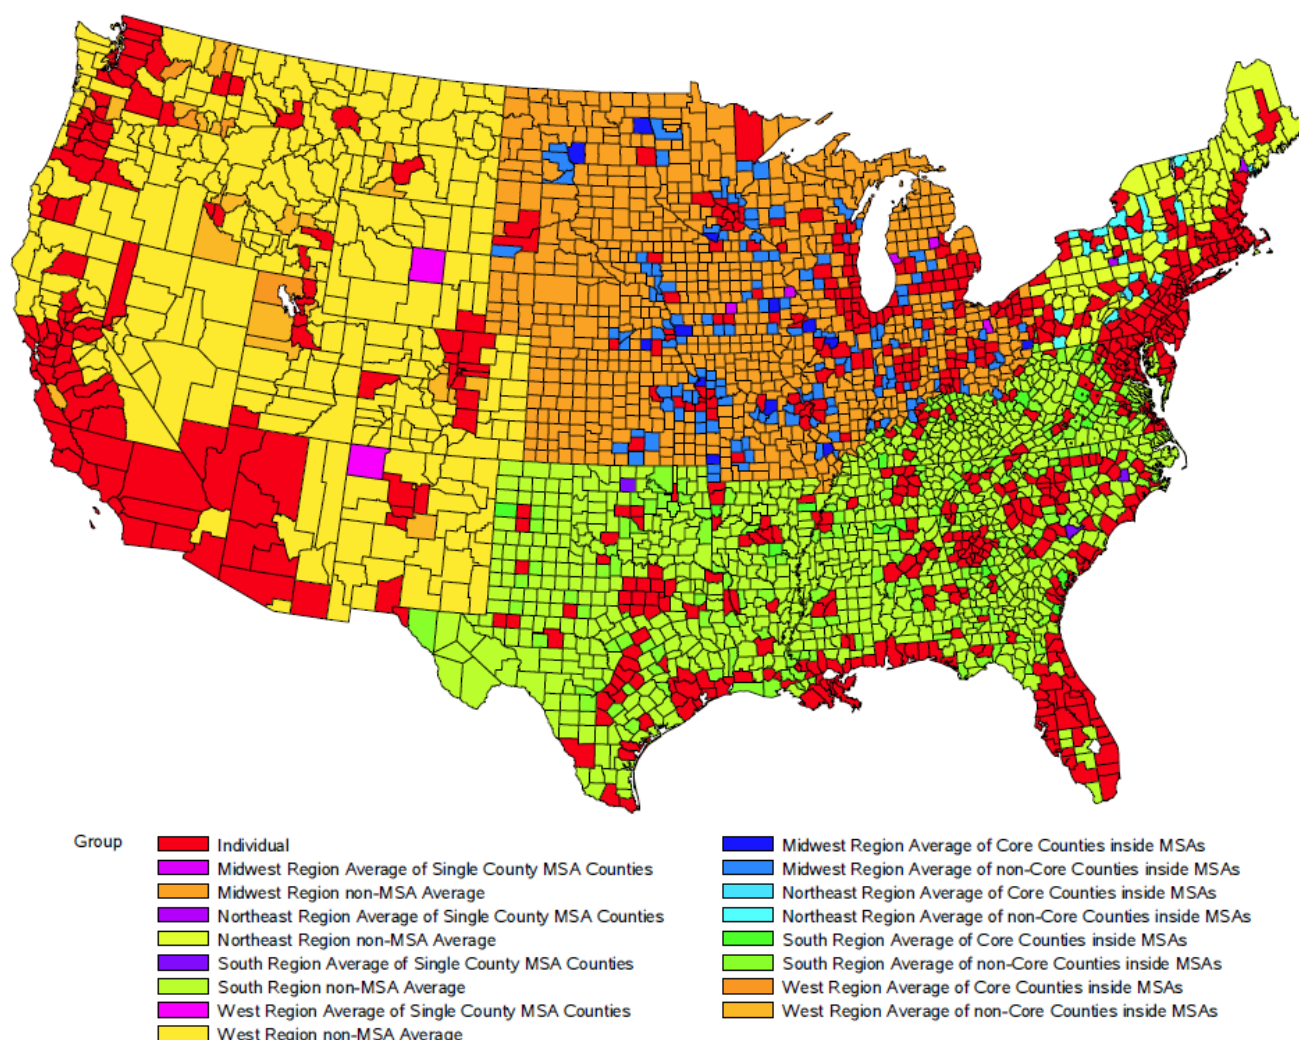 Group
Individual
Midwest Region Average of Single County MSA Counties
Midwest Region non-MSA Average
Northeast Region Average of Single County MSA Counties
Northeast Region non-MSA Average
South Region Average of Single County MSA Counties
South Region non-MSA Average
West Region Average of Single County MSA Counties
West Region non-MSA Average
Midwest Region Average of Core Counties inside MSAs
Midwest Region Average of non-Core Counties inside MSAs
Northeast Region Average of Core Counties inside MSAs
Northeast Region Average of non-Core Counties inside MSAs
South Region Average of Core Counties inside MSAs
South Region Average of non-Core Counties inside MSAs
West Region Average of Core Counties inside MSAs
West Region Average of non-Core Counties inside MSAs